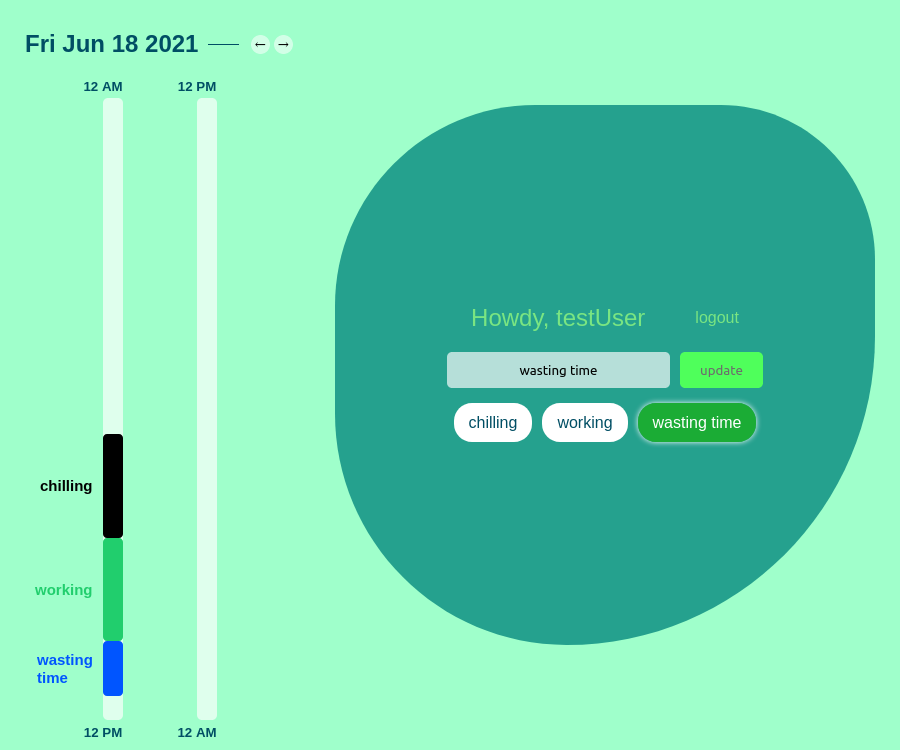 Fri Jun 18 2021 ← →
12 AM 12 PM
Howdy, testUser logout
wasting time update
chilling working wasting time
chilling
working
wasting
time
12 PM 12 AM